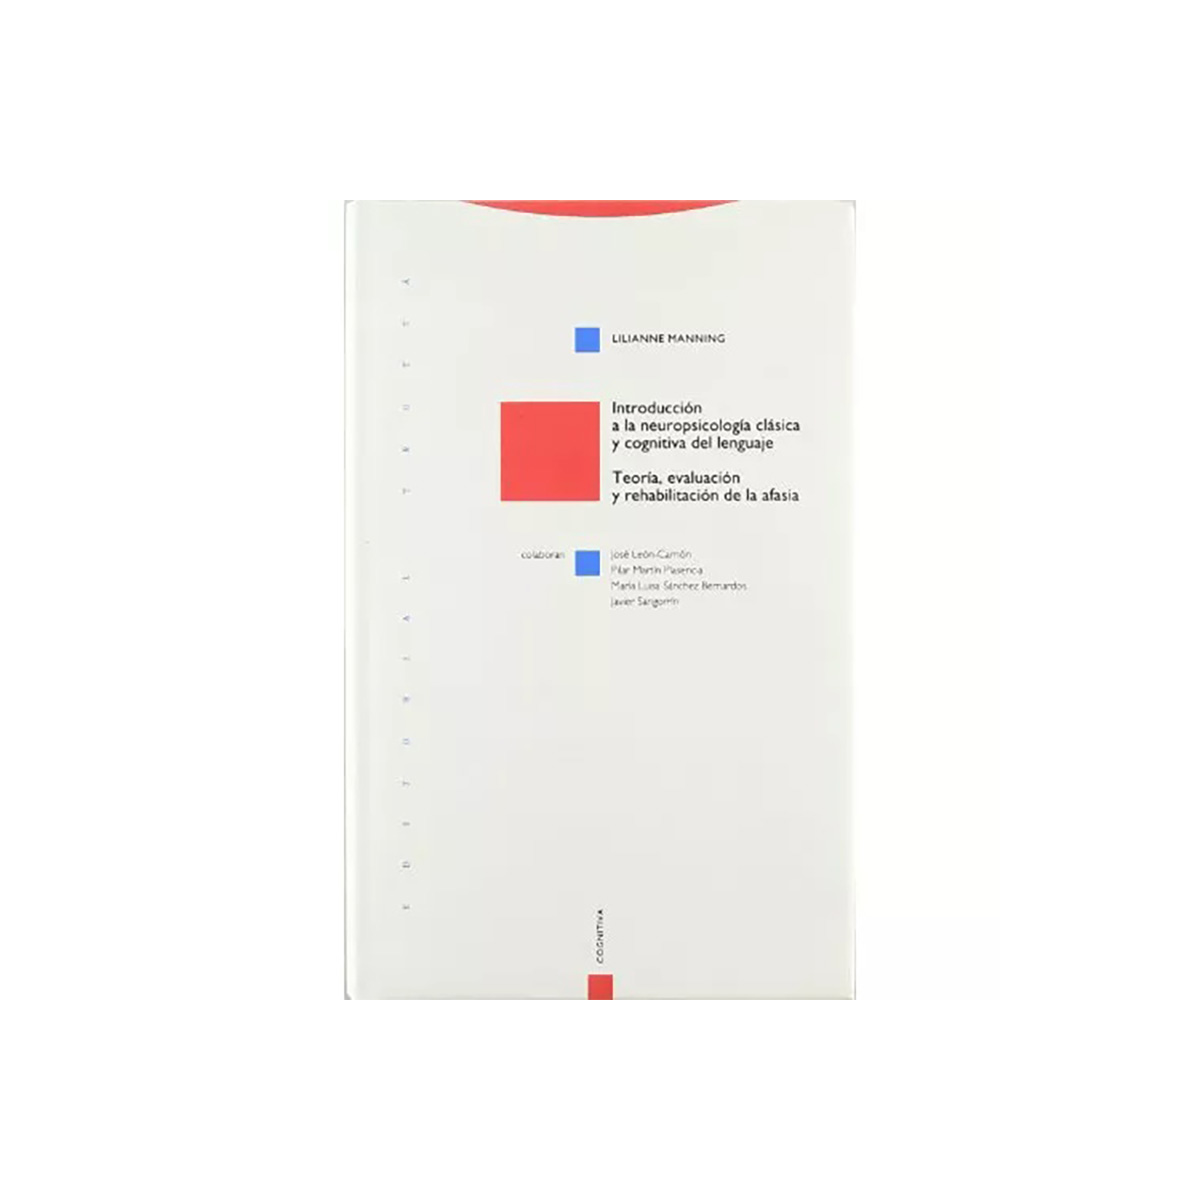 LILIANNE MANNING
Introducción
a la neuropsicología clásica
y cognitiva del lenguaje
Teoría, evaluación
y rehabilitación de la afasia
colaboran
José León-Carrión
Pilar Martín Plasencia
María Luisa Sánchez Bernardos
Javier Sangorrín
EDITORIAL TROTTA
COGNITIVA